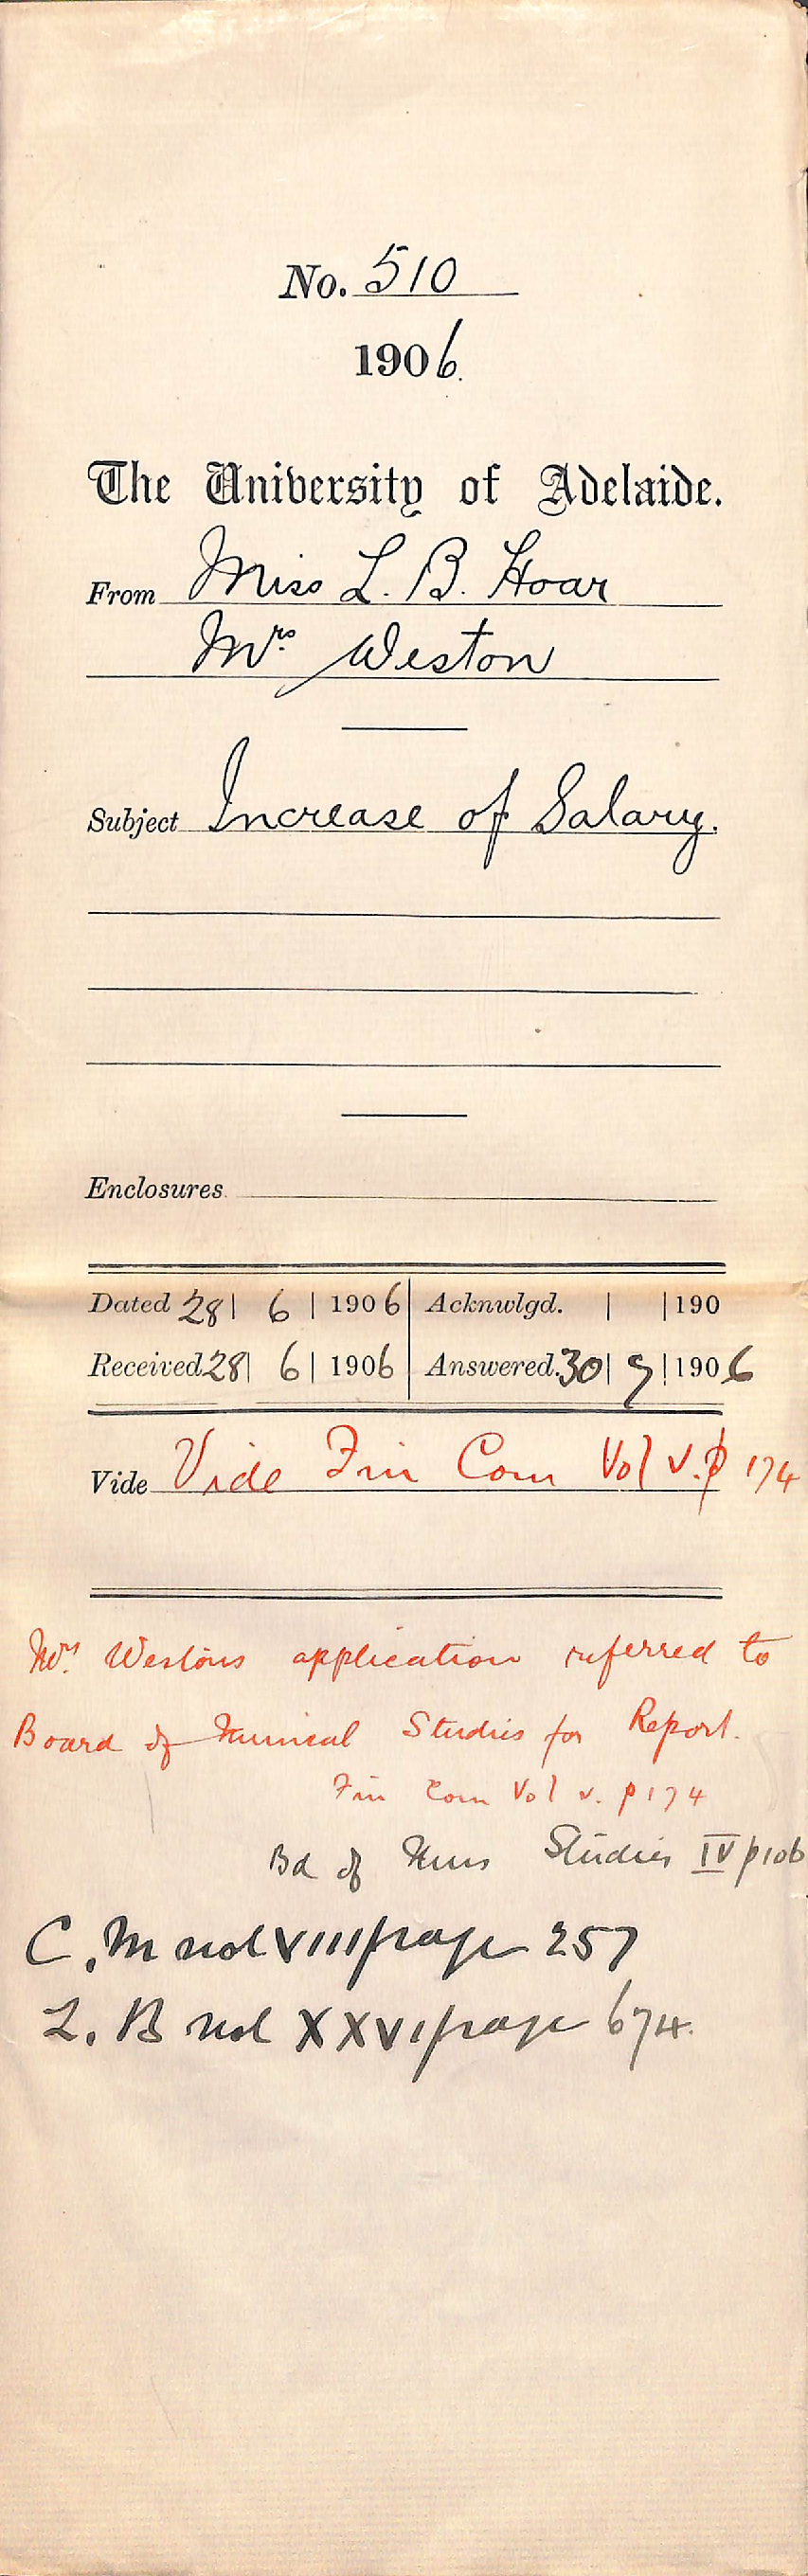 No. 510
1906.
The University of Adelaide.
From Miss L. B. Hoar
Mrs. Weston
Subject Increase of Salary.
Enclosures
Dated 28 | 6 | 1906 Acknwlgd. | | 190
Received 28 | 6 | 1906 Answered. 30 | 7 | 1906
Vide Vide Fin Com Vol V. p 174
Mrs. Westons application referred to
Board of Musical Studies for Report.
Fin Com Vol v. p 174
Bd of Mus Studies IV p106
C. M vol VIII page 257
L. B vol XXVI page 674.